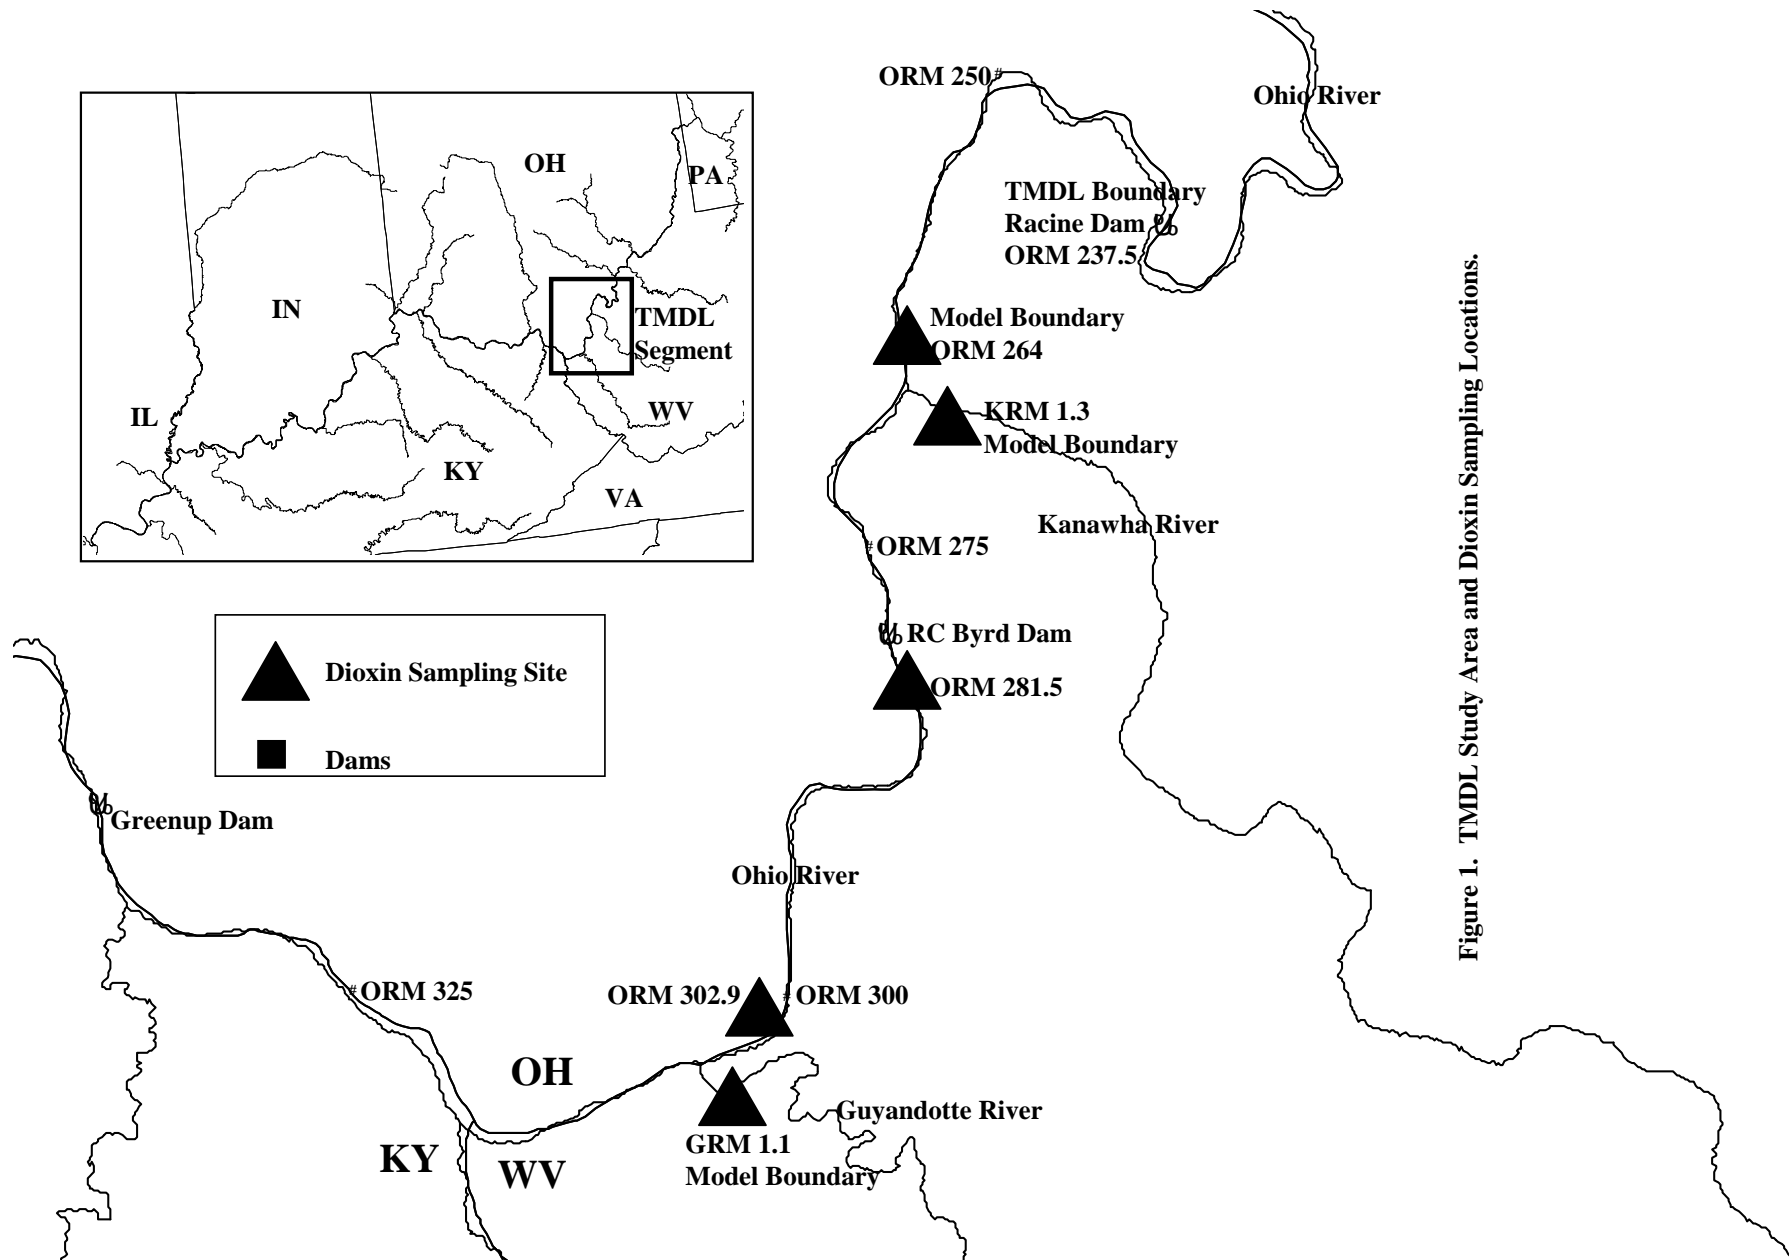 ORM 250
Ohio River
TMDL Boundary
Racine Dam
ORM 237.5
OH
PA
IN
TMDL
Segment
IL
WV
KY
VA
Model Boundary
ORM 264
KRM 1.3
Model Boundary
Kanawha River
ORM 275
RC Byrd Dam
ORM 281.5
Dioxin Sampling Site
Dams
Greenup Dam
Ohio River
ORM 325
ORM 302.9
ORM 300
OH
KY
WV
Guyandotte River
GRM 1.1
Model Boundary
Figure 1. TMDL Study Area and Dioxin Sampling Locations.